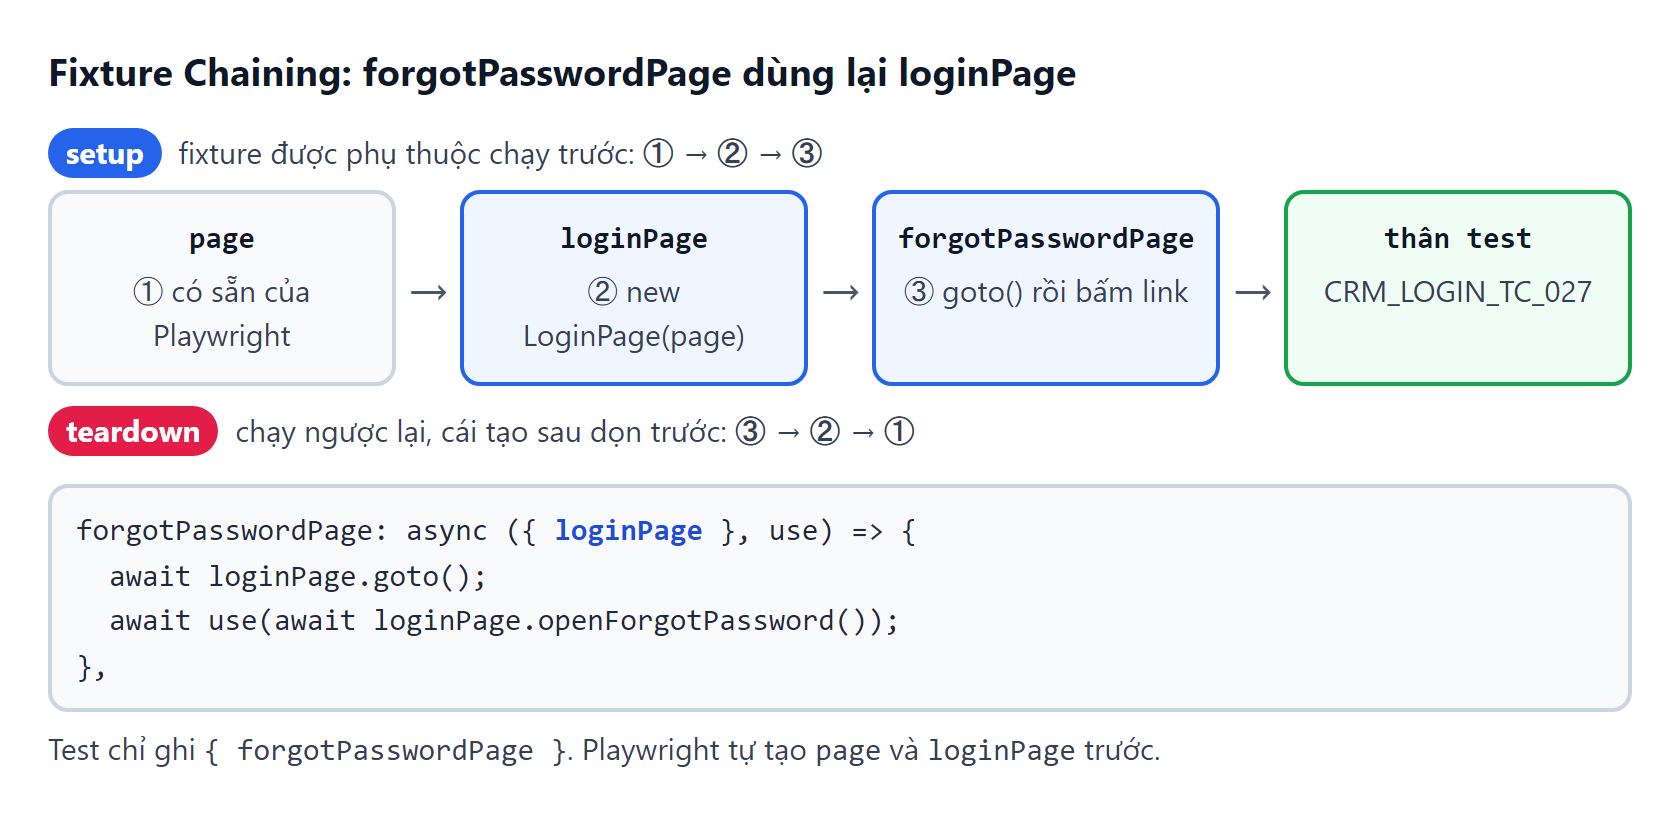 Fixture Chaining: forgotPasswordPage dùng lại loginPage
setup fixture được phụ thuộc chạy trước: ① → ② → ③
page
① có sẵn của
Playwright
→
loginPage
② new
LoginPage(page)
→
forgotPasswordPage
③ goto() rồi bấm link
→
thân test
CRM_LOGIN_TC_027
teardown chạy ngược lại, cái tạo sau dọn trước: ③ → ② → ①
forgotPasswordPage: async ({ loginPage }, use) => {
  await loginPage.goto();
  await use(await loginPage.openForgotPassword());
},
Test chỉ ghi { forgotPasswordPage }. Playwright tự tạo page và loginPage trước.